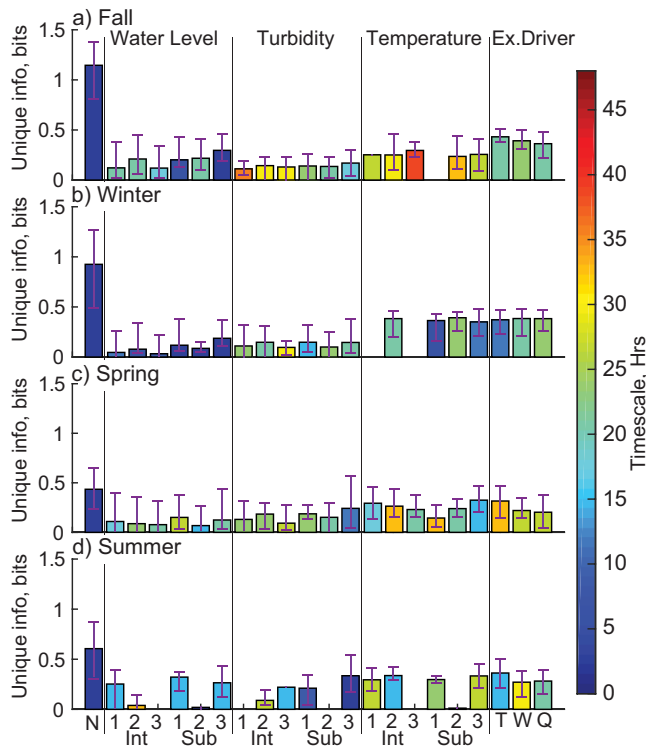 a) Fall
Water Level Turbidity Temperature Ex.Driver
Unique info, bits
1.5
1
0.5
0
b) Winter
Unique info, bits
1.5
1
0.5
0
c) Spring
Unique info, bits
1.5
1
0.5
0
d) Summer
Unique info, bits
1.5
1
0.5
0
N 1 2 3 1 2 3 1 2 3 1 2 3 1 2 3 1 2 3 T W Q
Int Sub Int Sub Int Sub
45
40
35
30
25
20
15
10
5
0
Timescale, Hrs